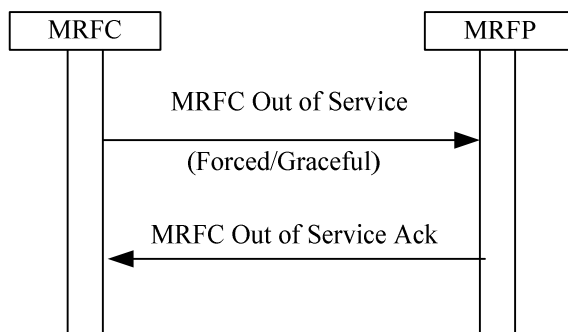 MRFC
MRFP
MRFC Out of Service
(Forced/Graceful)
MRFC Out of Service Ack